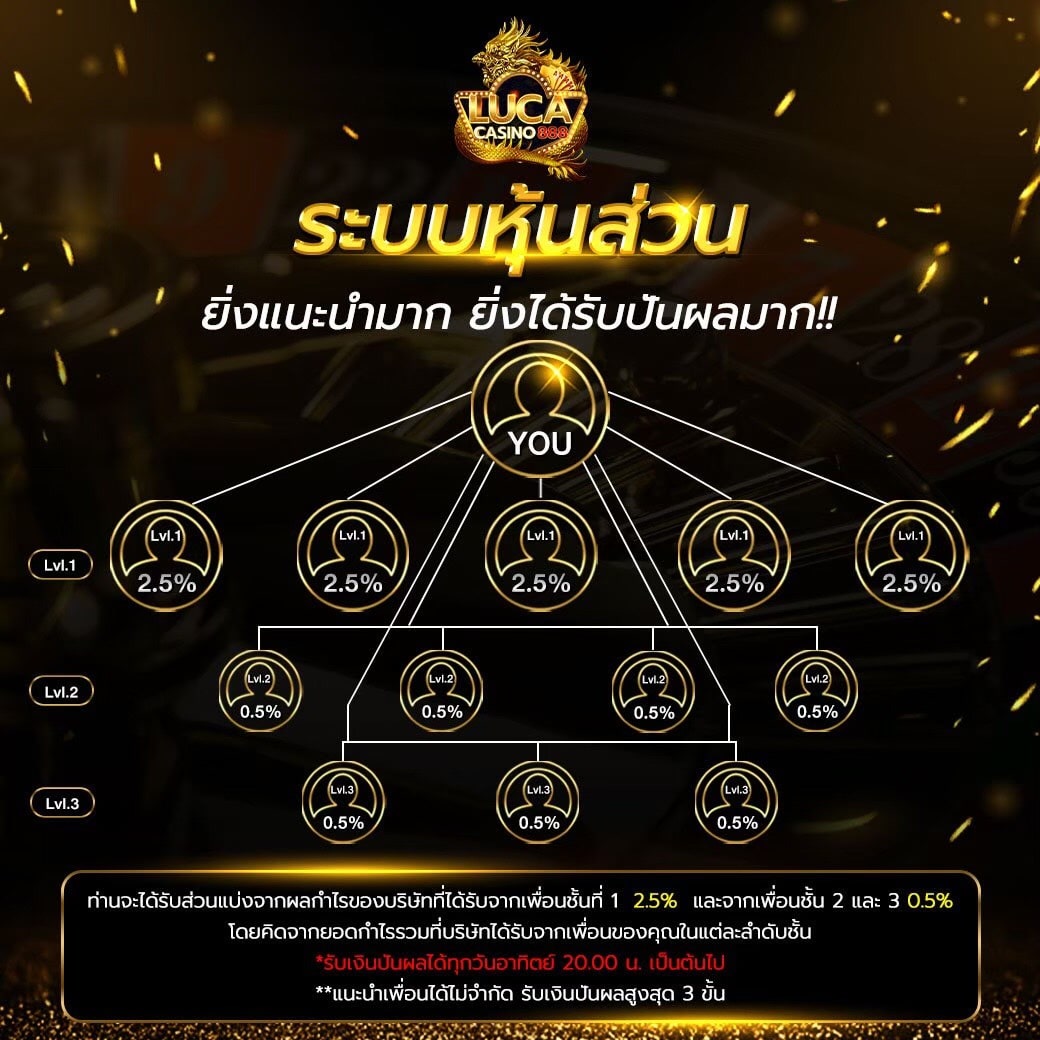 LUCA
CASINO 888
ระบบหุ้นส่วน
ยิ่งแนะนำมาก ยิ่งได้รับปันผลมาก!!
YOU
Lvl.1
Lvl.1 Lvl.1 Lvl.1 Lvl.1 Lvl.1
2.5% 2.5% 2.5% 2.5% 2.5%
Lvl.2
Lvl.2 Lvl.2 Lvl.2 Lvl.2
0.5% 0.5% 0.5% 0.5%
Lvl.3
Lvl.3 Lvl.3 Lvl.3
0.5% 0.5% 0.5%
ท่านจะได้รับส่วนแบ่งจากผลกำไรของบริษัทที่ได้รับจากเพื่อนชั้นที่ 1 2.5% และจากเพื่อนชั้น 2 และ 3 0.5%
โดยคิดจากยอดกำไรรวมที่บริษัทได้รับจากเพื่อนของคุณในแต่ละลำดับชั้น
*รับเงินปันผลได้ทุกวันอาทิตย์ 20.00 น. เป็นต้นไป
**แนะนำเพื่อนได้ไม่จำกัด รับเงินปันผลสูงสุด 3 ขั้น